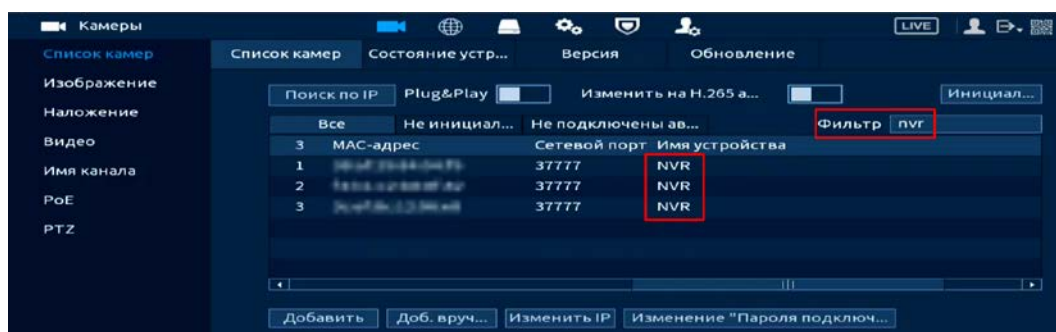 Камеры LIVE
Список камер
Изображение
Наложение
Видео
Имя канала
PoE
PTZ
Список камер Состояние устр... Версия Обновление
Поиск по IP Plug&Play Изменить на H.265 а... Инициал...
Все Не инициал... Не подключены ав... Фильтр nvr
3 MAC-адрес Сетевой порт Имя устройства
1 37777 NVR
2 37777 NVR
3 37777 NVR
Добавить Доб. вруч... Изменить IP Изменение "Пароля подключ...